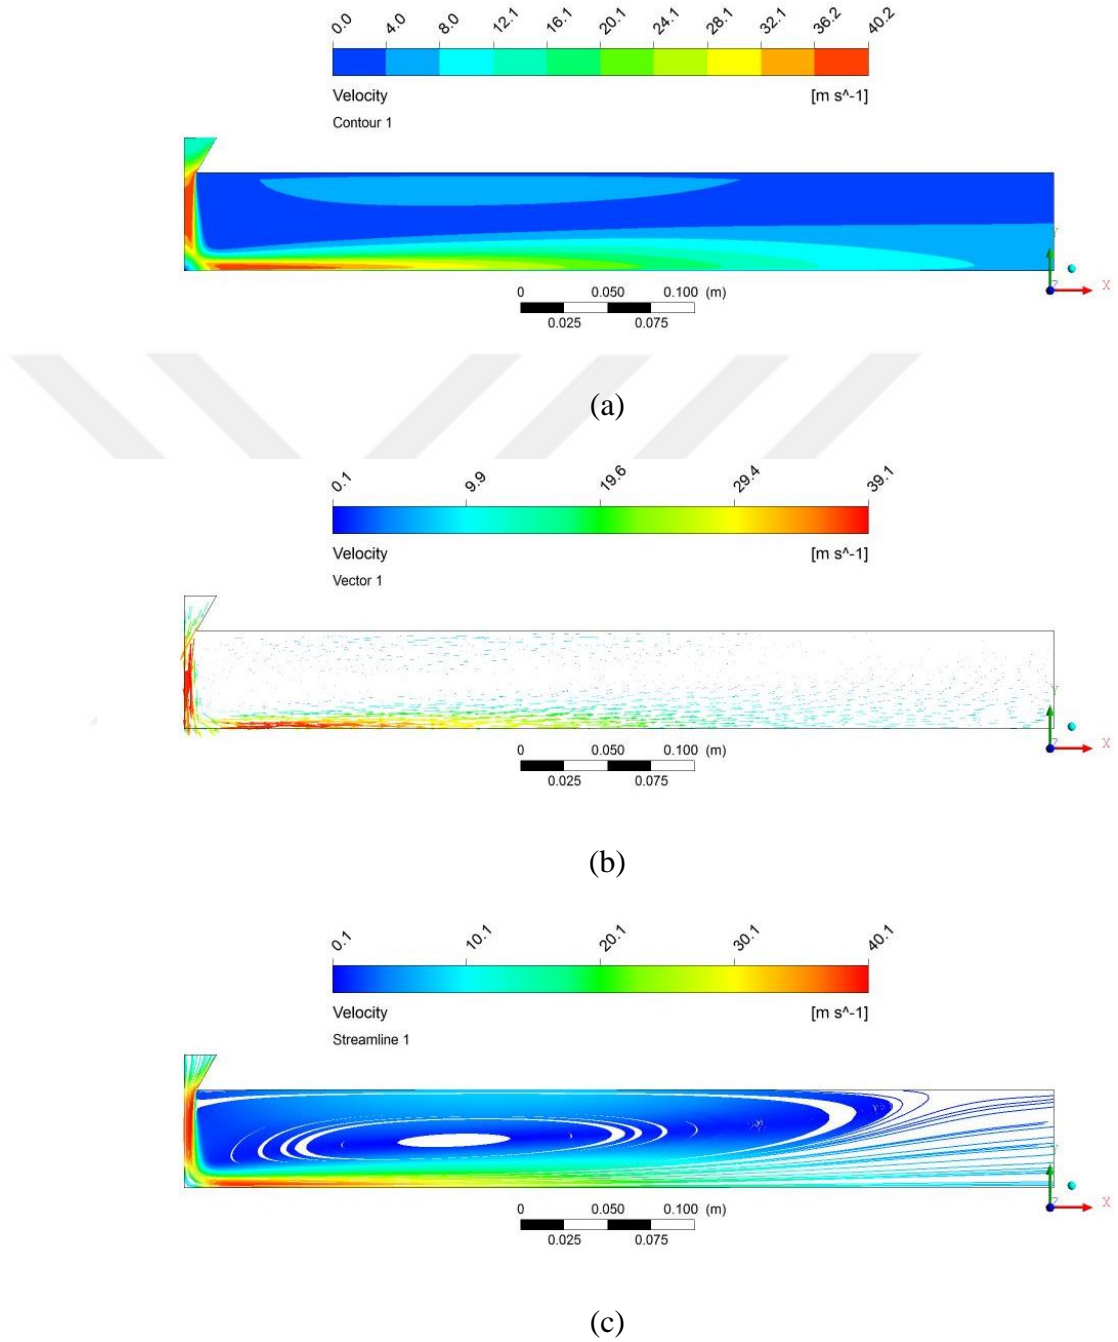 0.0 4.0 8.0 12.1 16.1 20.1 24.1 28.1 32.1 36.2 40.2
Velocity [m s^-1]
Contour 1
Y
Z X
0 0.050 0.100 (m)
0.025 0.075
(a)
0.1 9.9 19.6 29.4 39.1
Velocity [m s^-1]
Vector 1
Y
Z X
0 0.050 0.100 (m)
0.025 0.075
(b)
0.1 10.1 20.1 30.1 40.1
Velocity [m s^-1]
Streamline 1
Y
Z X
0 0.050 0.100 (m)
0.025 0.075
(c)